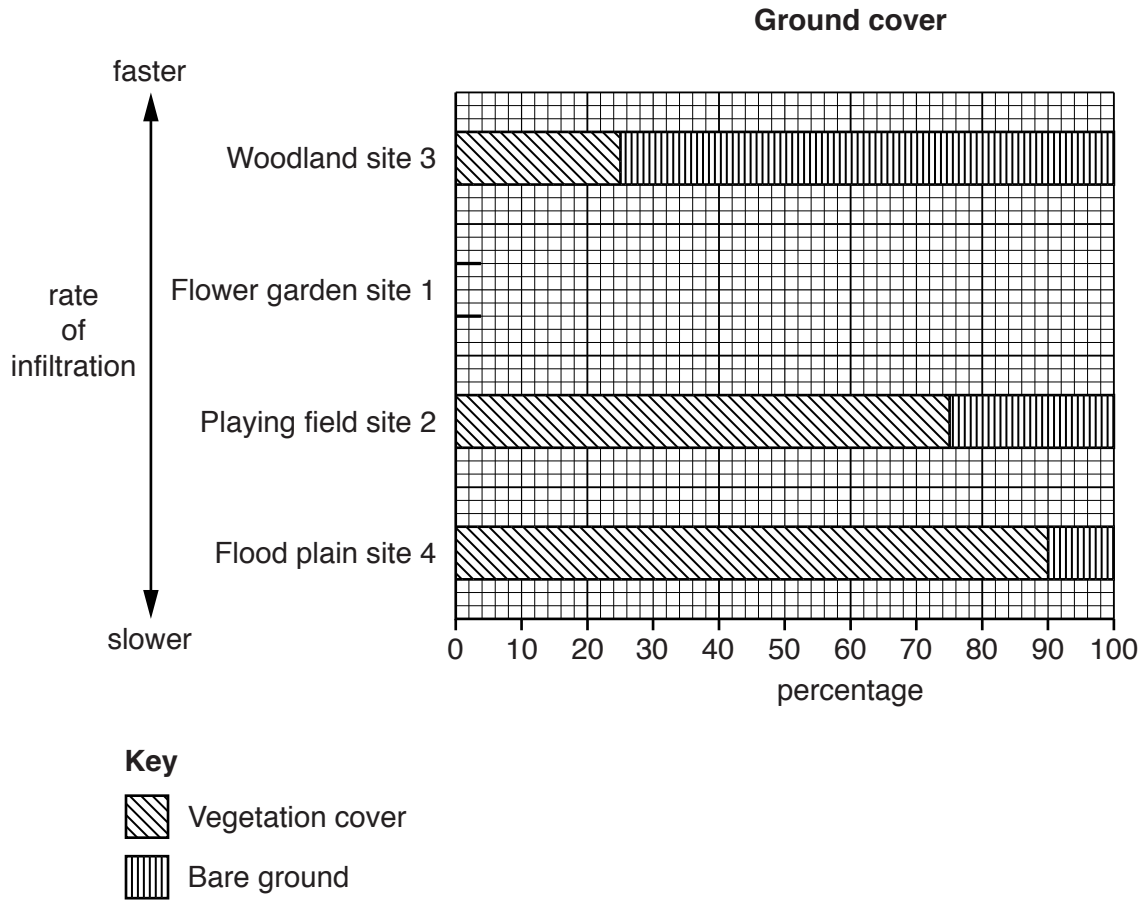 Ground cover
faster
Woodland site 3
Flower garden site 1
rate
of
infiltration
Playing field site 2
Flood plain site 4
slower
0 10 20 30 40 50 60 70 80 90 100
percentage
Key
Vegetation cover
Bare ground